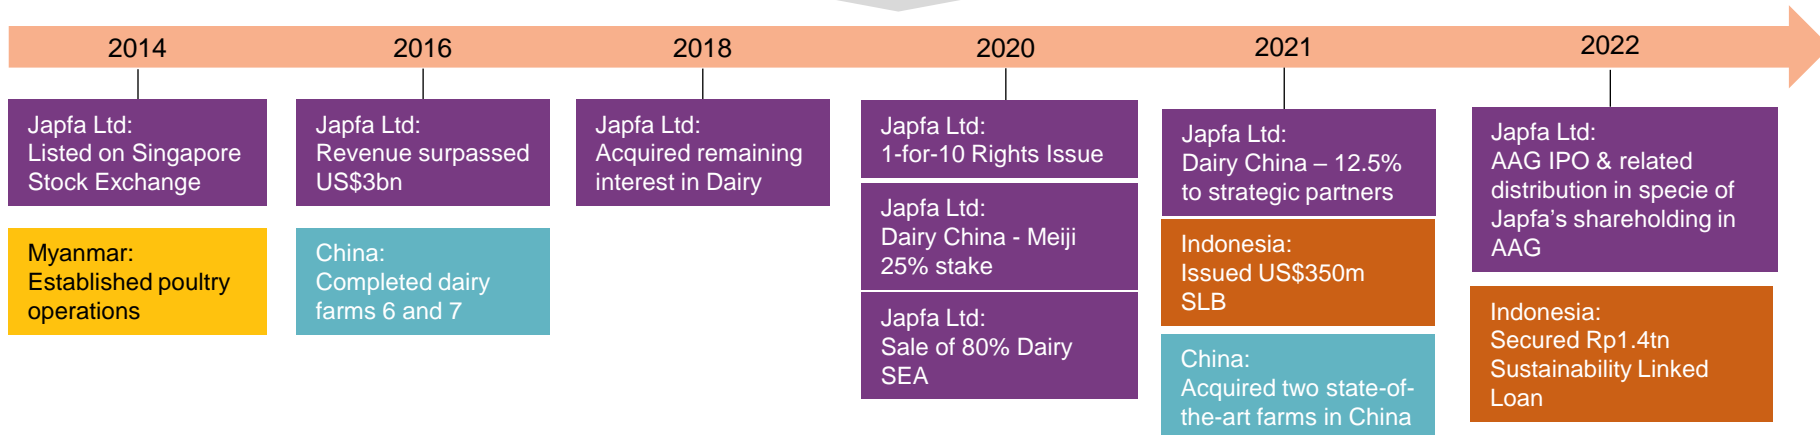 2014
2016
2018
2020
2021
2022
Japfa Ltd:
Listed on Singapore
Stock Exchange
Myanmar:
Established poultry
operations
Japfa Ltd:
Revenue surpassed
US$3bn
China:
Completed dairy
farms 6 and 7
Japfa Ltd:
Acquired remaining
interest in Dairy
Japfa Ltd:
1-for-10 Rights Issue
Japfa Ltd:
Dairy China - Meiji
25% stake
Japfa Ltd:
Sale of 80% Dairy
SEA
Japfa Ltd:
Dairy China – 12.5%
to strategic partners
Indonesia:
Issued US$350m
SLB
China:
Acquired two state-of-
the-art farms in China
Japfa Ltd:
AAG IPO & related
distribution in specie of
Japfa’s shareholding in
AAG
Indonesia:
Secured Rp1.4tn
Sustainability Linked
Loan